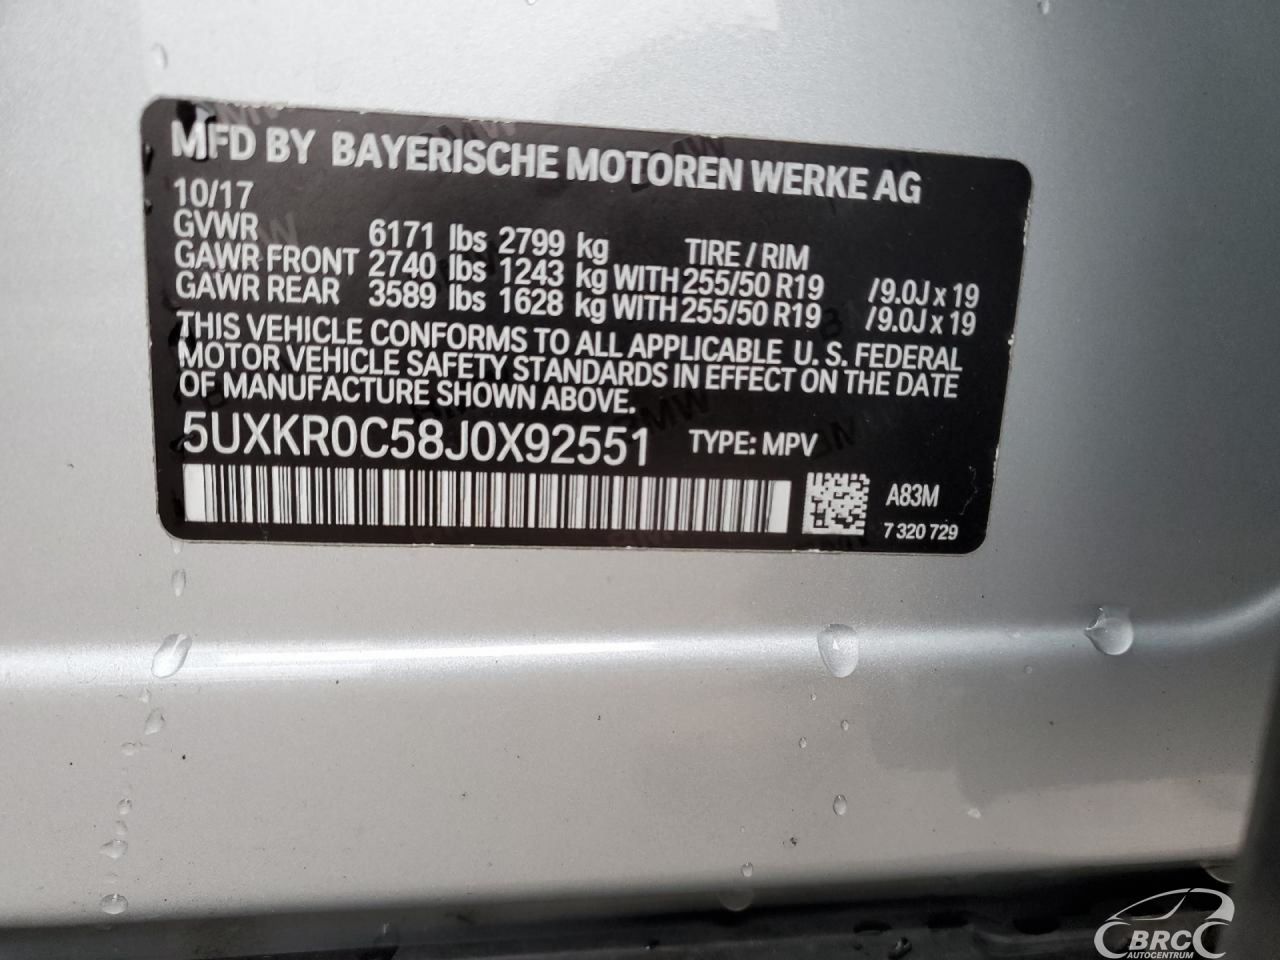 MFD BY BAYERISCHE MOTOREN WERKE AG
10/17
GVWR 6171 lbs 2799 kg TIRE / RIM
GAWR FRONT 2740 lbs 1243 kg WITH 255/50 R19 /9.0J x 19
GAWR REAR 3589 lbs 1628 kg WITH 255/50 R19 /9.0J x 19
THIS VEHICLE CONFORMS TO ALL APPLICABLE U. S. FEDERAL
MOTOR VEHICLE SAFETY STANDARDS IN EFFECT ON THE DATE
OF MANUFACTURE SHOWN ABOVE.
5UXKR0C58J0X92551 TYPE: MPV
A83M
7 320 729
BRC
AUTOCENTRUM